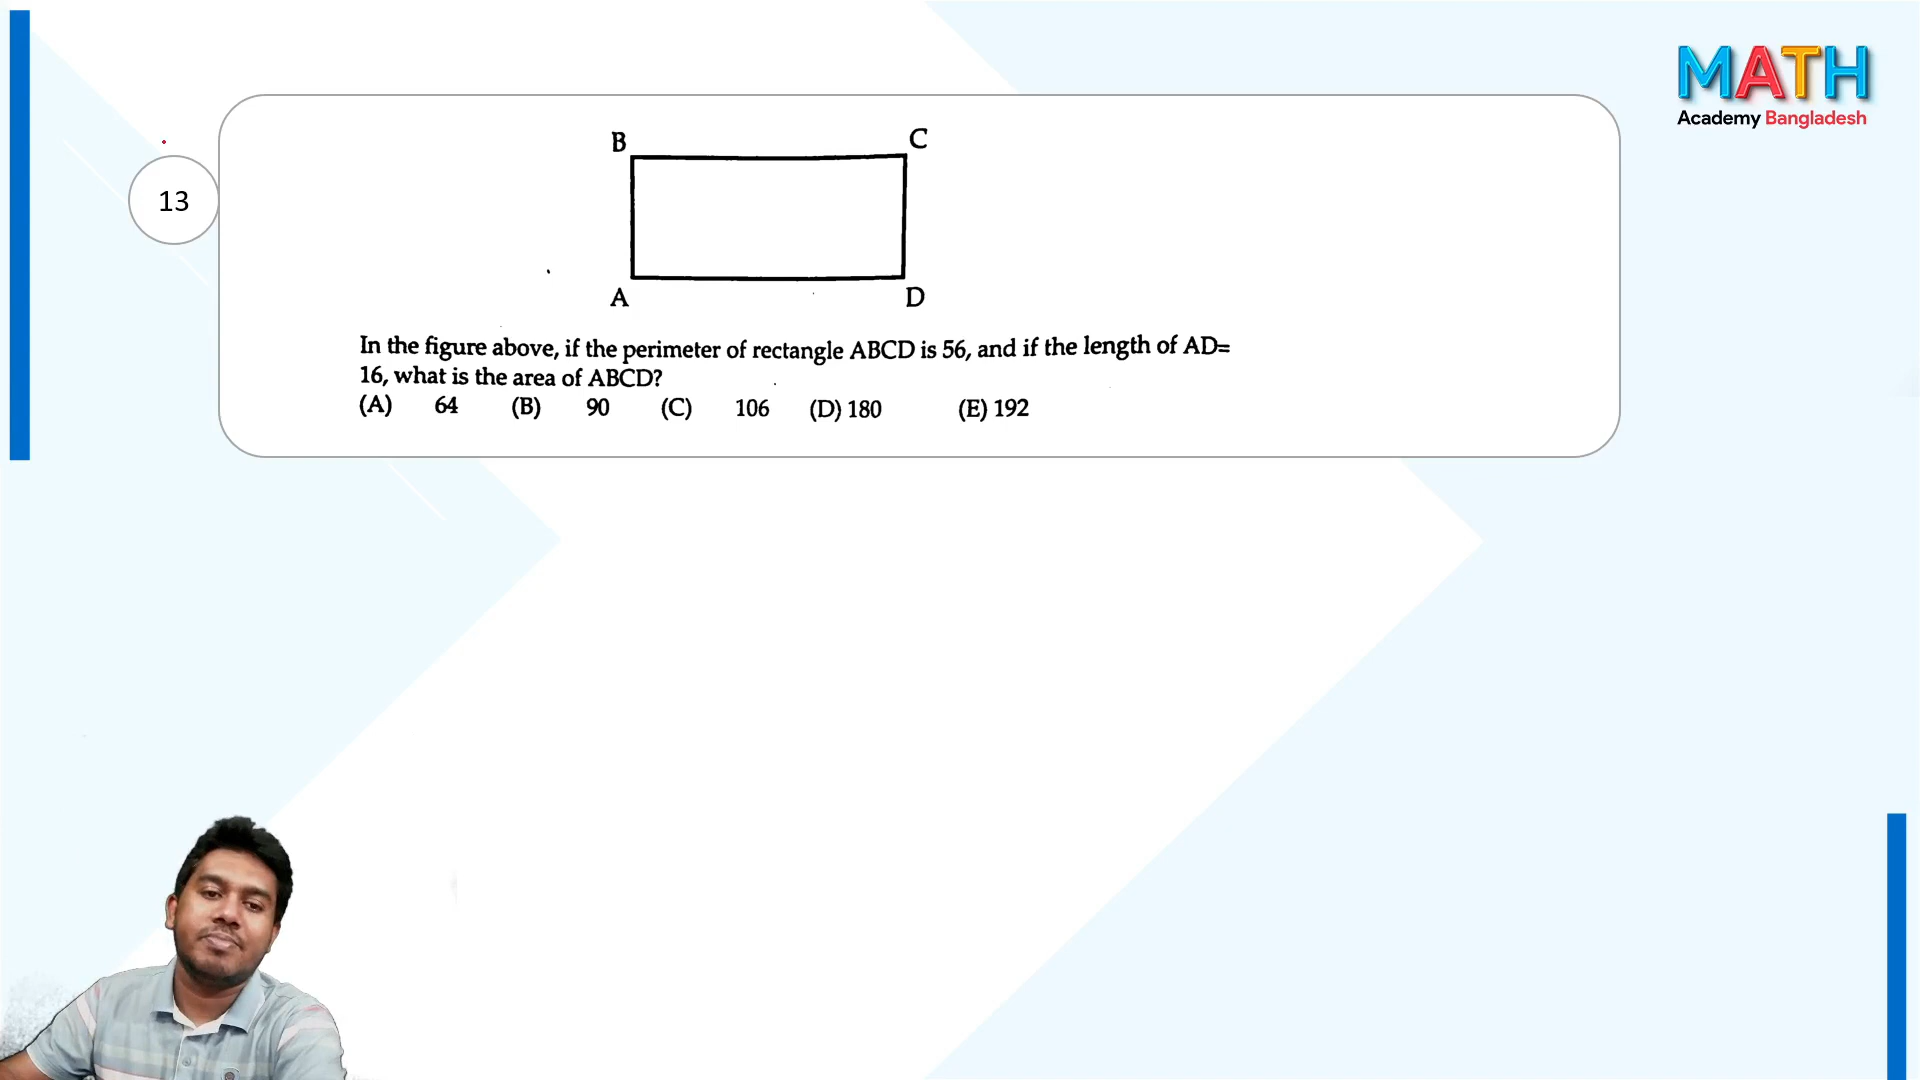 MATH
Academy Bangladesh
13
B C
A D
In the figure above, if the perimeter of rectangle ABCD is 56, and if the length of AD=
16, what is the area of ABCD?
(A) 64 (B) 90 (C) 106 (D) 180 (E) 192